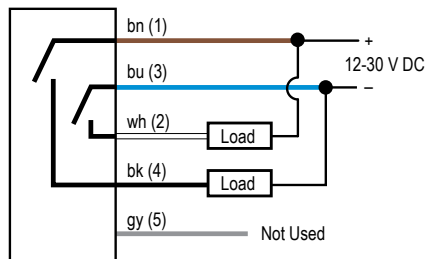 bn (1)
+
12-30 V DC
bu (3)
–
wh (2)
Load
bk (4)
Load
gy (5)
Not Used